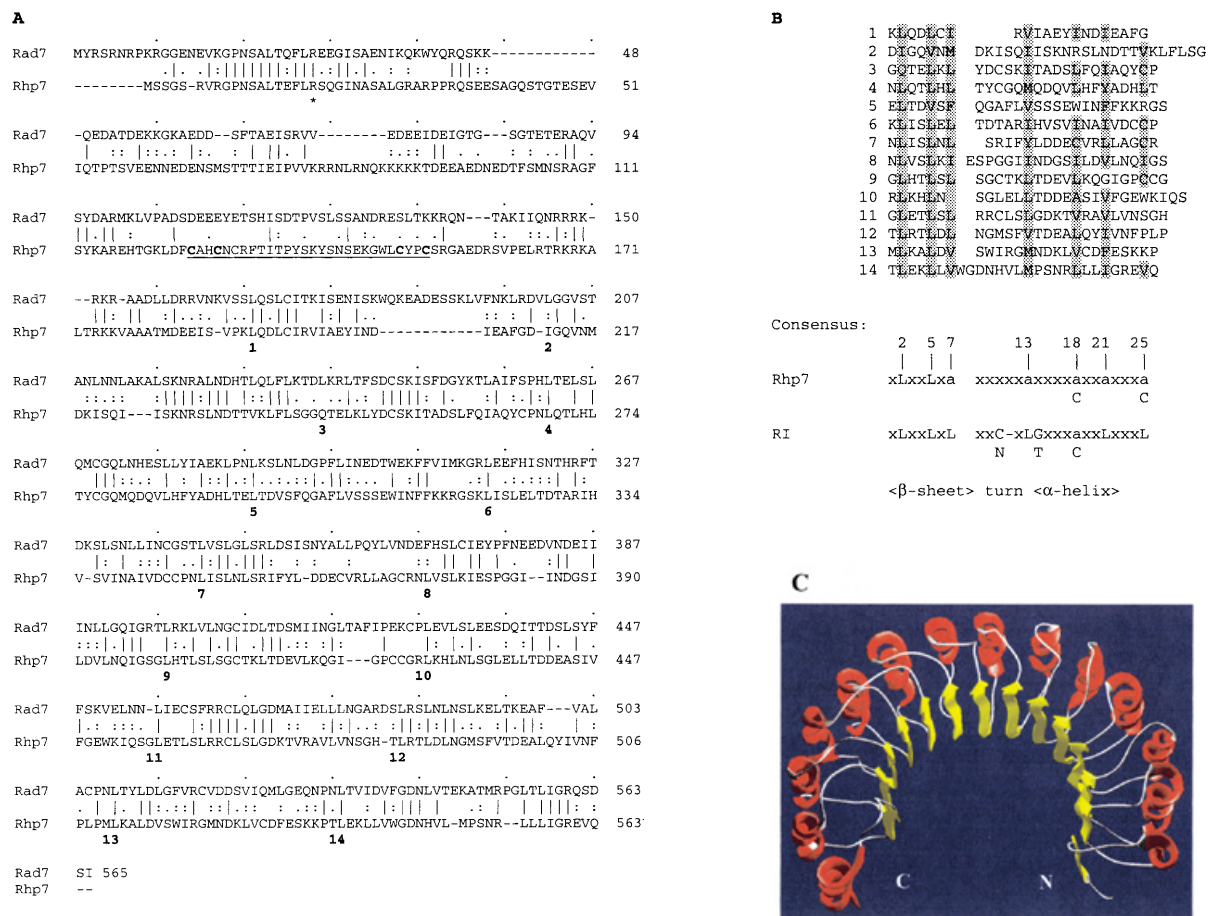 A
Rad7 MYRSRNRPKRGGENEVKGPNSALTQFLREEGISAENIKQKWYQRQSKK------------ 48
Rhp7 --------MSSGS-RVRGPNSALTEFLRSQGINASALGRARPPRQSEESAGQSTGTESEV 51
*
Rad7 -QEDATDEKKGKAEDD--SFTAEISRVV--------EDEEIDEIGTG---SGTETERAQV 94
Rhp7 IQTPTSVEENNEDENSMSTTTIEIPVVKRRNLRNQKKKKKTDEEAEDNEDTFSMNSRAGF 111
Rad7 SYDARMKLVPADSDEEEYETSHISDTPVSLSSANDRESLTKKRQN---TAKIIQNRRRK- 150
Rhp7 SYKAREHTGKLDFCAHCNCRFTITPYSKYSNSEKGWLCYPCSRGAEDRSVPELRTRKRKA 171
Rad7 --RKR-AADLLDRRVNKVSSLQSLCITKISENISKWQKEADESSKLVFNKLRDVLGGVST 207
Rhp7 LTRKKVAAATMDEEIS-VPKLQDLCIRVIAEYIND------------IEAFGD-IGQVNM 217
1 2
Rad7 ANLNNLAKALSKNRALNDHTLQLFLKTDLKRLTFSDCSKISFDGYKTLAIFSPHLTELSL 267
Rhp7 DKISQI---ISKNRSLNDTTVKLFLSGGQTELKLYDCSKITADSLFQIAQYCPNLQTLHL 274
3 4
Rad7 QMCGQLNHESLLYIAEKLPNLKSLNLDGPFLINEDTWEKFFVIMKGRLEEFHISNTHRFT 327
Rhp7 TYCGQMQDQVLHFYADHLTELTDVSFQGAFLVSSSEWINFFKKRGSKLISLELTDTARIH 334
5 6
Rad7 DKSLSNLLINCGSTLVSLGLSRLDSISNYALLPQYLVNDEFHSLCIEYPFNEEDVNDEII 387
Rhp7 V-SVINAIVDCCPNLISLNLSRIFYL-DDECVRLLAGCRNLVSLKIESPGGI--INDGSI 390
7 8
Rad7 INLLGQIGRTLRKLVLNGCIDLTDSMIINGLTAFIPEKCPLEVLSLEESDQITTDSLSYF 447
Rhp7 LDVLNQIGSGLHTLSLSGCTKLTDEVLKQGI---GPCCGRLKHLNLSGLELLTDDEASIV 447
9 10
Rad7 FSKVELNN-LIECSFRRCLQLGDMAIIELLLNGARDSLRSLNLNSLKELTKEAF---VAL 503
Rhp7 FGEWKIQSGLETLSLRRCLSLGDKTVRAVLVNSGH-TLRTLDLNGMSFVTDEALQYIVNF 506
11 12
Rad7 ACPNLTYLDLGFVRCVDDSVIQMLGEQNPNLTVIDVFGDNLVTEKATMRPGLTLIGRQSD 563
Rhp7 PLPMLKALDVSWIRGMNDKLVCDFESKKPTLEKLLVWGDNHVL-MPSNR--LLLIGREVQ 563
13 14
Rad7 SI 565
Rhp7 --
B
1 KLQDLCI RVIAEYINDIEAFG
2 DIGQVNM DKISQIISKNRSLNDTTVKLFLSG
3 GQTELKL YDCSKITADSLFQIAQYCP
4 NLQTLHL TYCGQMQDQVLHFYADHLT
5 ELTDVSF QGAFLVSSSEWINFFKKRGS
6 KLISLEL TDTARIHVSVINAIVDCCP
7 NLISLNL SRIFYLDDECVRLLAGCR
8 NLVSLKI ESPGGIINDGSILDVLNQIGS
9 GLHTLSL SGCTKLTDEVLKQGIGPCCG
10 RLKHLNL SGLELLTDDEASIVFGEWKIQS
11 GLETLSL RRCLSLGDKTVRAVLVNSGH
12 TLRTLDL NGMSFVTDEALQYIVNFPLP
13 MLKALDV SWIRGMNDKLVCDFESKKP
14 TLEKLLVWGDNHVLMPSNRLLLIGREVQ
Consensus:
2 5 7 13 18 21 25
Rhp7 xLxxLxa xxxxxaxxxxaxxaxxxa
C C
RI xLxxLxL xxC-xLGxxxaxxLxxxL
N T C
<β-sheet> turn <α-helix>
C
C N